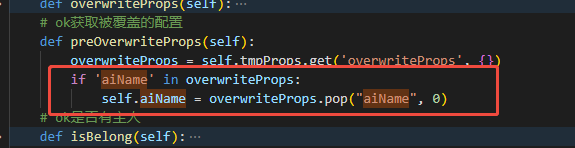 def overwriteProps(self):…
# ok获取被覆盖的配置
def preOverwriteProps(self):
overwriteProps = self.tmpProps.get('overwriteProps', {})
if 'aiName' in overwriteProps:
self.aiName = overwriteProps.pop("aiName", 0)
# ok是否有主人
def isBelong(self):…